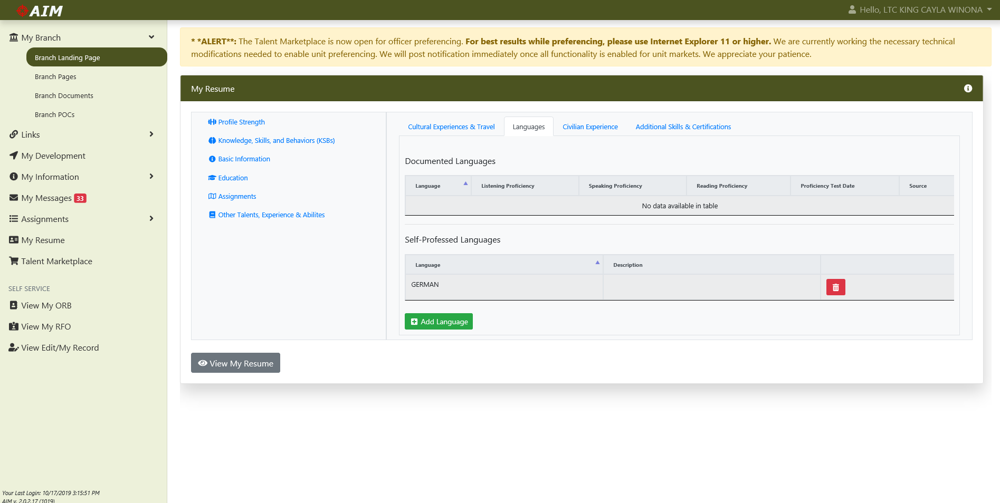 AIM
Hello, LTC KING CAYLA WINONA
My Branch
Branch Landing Page
Branch Pages
Branch Documents
Branch POCs
Links
My Development
My Information
My Messages 33
Assignments
My Resume
Talent Marketplace
SELF SERVICE
View My ORB
View My RFO
View Edit/My Record
Your Last Login: 10/17/2019 3:15:51 PM
AIM v. 2.0.2.17 (1019)
* *ALERT**: The Talent Marketplace is now open for officer preferencing. For best results while preferencing, please use Internet Explorer 11 or higher. We are currently working the necessary technical
modifications needed to enable unit preferencing. We will post notification immediately once all functionality is enabled for unit markets. We appreciate your patience.
My Resume
Profile Strength
Knowledge, Skills, and Behaviors (KSBs)
Basic Information
Education
Assignments
Other Talents, Experience & Abilites
Cultural Experiences & Travel Languages Civilian Experience Additional Skills & Certifications
Documented Languages
Language Listening Proficiency Speaking Proficiency Reading Proficiency Proficiency Test Date Source
No data available in table
Self-Professed Languages
Language Description
GERMAN
Add Language
View My Resume